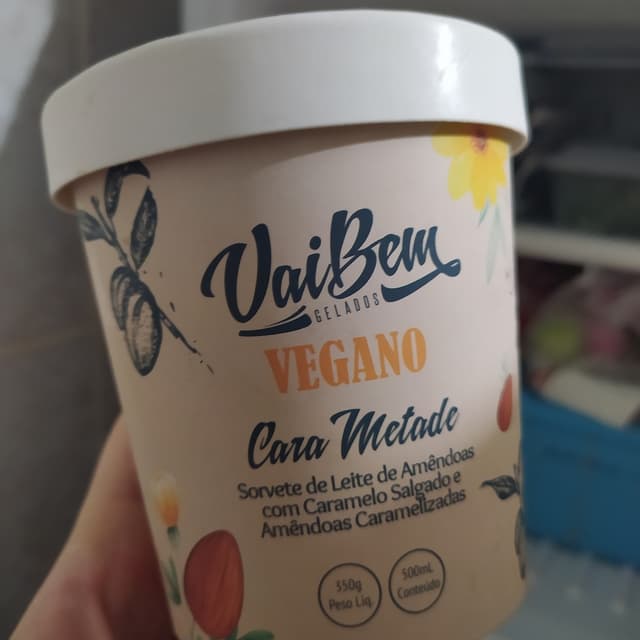 VaiBem
GELADOS
VEGANO
Cara Metade
Sorvete de Leite de Amêndoas
com Caramelo Salgado e
Amêndoas Caramelizadas
350g
Peso Liq.
500mL
Conteúdo